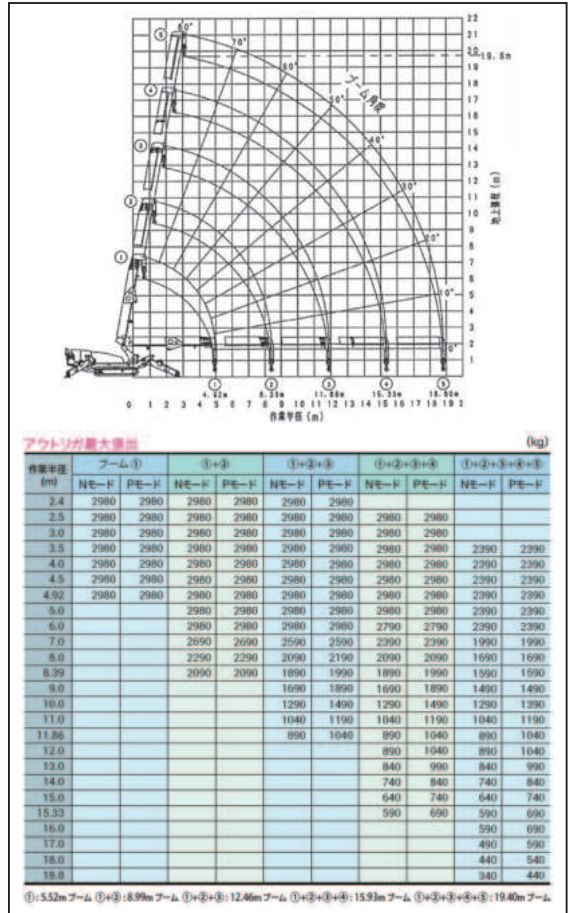 22
21
20
19.8m
19
18
17
16
15
14
13
12
11
10
9
8
7
6
5
4
3
2
1
地上揚程(m)
⑤
④
③
②
①
80°
70°
60°
50°
40°
30°
20°
10°
0°
ブーム角度
① ② ③ ④ ⑤
4.92m 8.39m 11.86m 15.33m 18.80m
0 1 2 3 4 5 6 7 8 9 10 11 12 13 14 15 16 17 18 19 2
作業半径(m)
アウトリガ最大張出 (kg)
作業半径(m) ブーム① ①+② ①+②+③ ①+②+③+④ ①+②+③+④+⑤
Nモード Pモード Nモード Pモード Nモード Pモード Nモード Pモード Nモード Pモード
2.4 2980 2980 2980 2980 2980 2980
2.5 2980 2980 2980 2980 2980 2980 2980 2980
3.0 2980 2980 2980 2980 2980 2980 2980 2980
3.5 2980 2980 2980 2980 2980 2980 2980 2980 2390 2390
4.0 2980 2980 2980 2980 2980 2980 2980 2980 2390 2390
4.5 2980 2980 2980 2980 2980 2980 2980 2980 2390 2390
4.92 2980 2980 2980 2980 2980 2980 2980 2980 2390 2390
5.0 2980 2980 2980 2980 2980 2980 2390 2390
6.0 2980 2980 2980 2980 2790 2790 2390 2390
7.0 2690 2690 2590 2590 2390 2390 1990 1990
8.0 2290 2290 2090 2190 2090 2090 1690 1690
8.39 2090 2090 1890 1990 1890 1990 1590 1590
9.0 1690 1890 1690 1890 1490 1490
10.0 1290 1490 1290 1490 1290 1390
11.0 1040 1190 1040 1190 1040 1190
11.86 890 1040 890 1040 890 1040
12.0 890 1040 890 1040
13.0 840 990 840 990
14.0 740 840 740 840
15.0 640 740 640 740
15.33 590 690 590 690
16.0 590 690
17.0 490 590
18.0 440 540
18.8 340 440
①:5.52mブーム ①+②:8.99mブーム ①+②+③:12.46mブーム ①+②+③+④:15.93mブーム ①+②+③+④+⑤:19.40mブーム